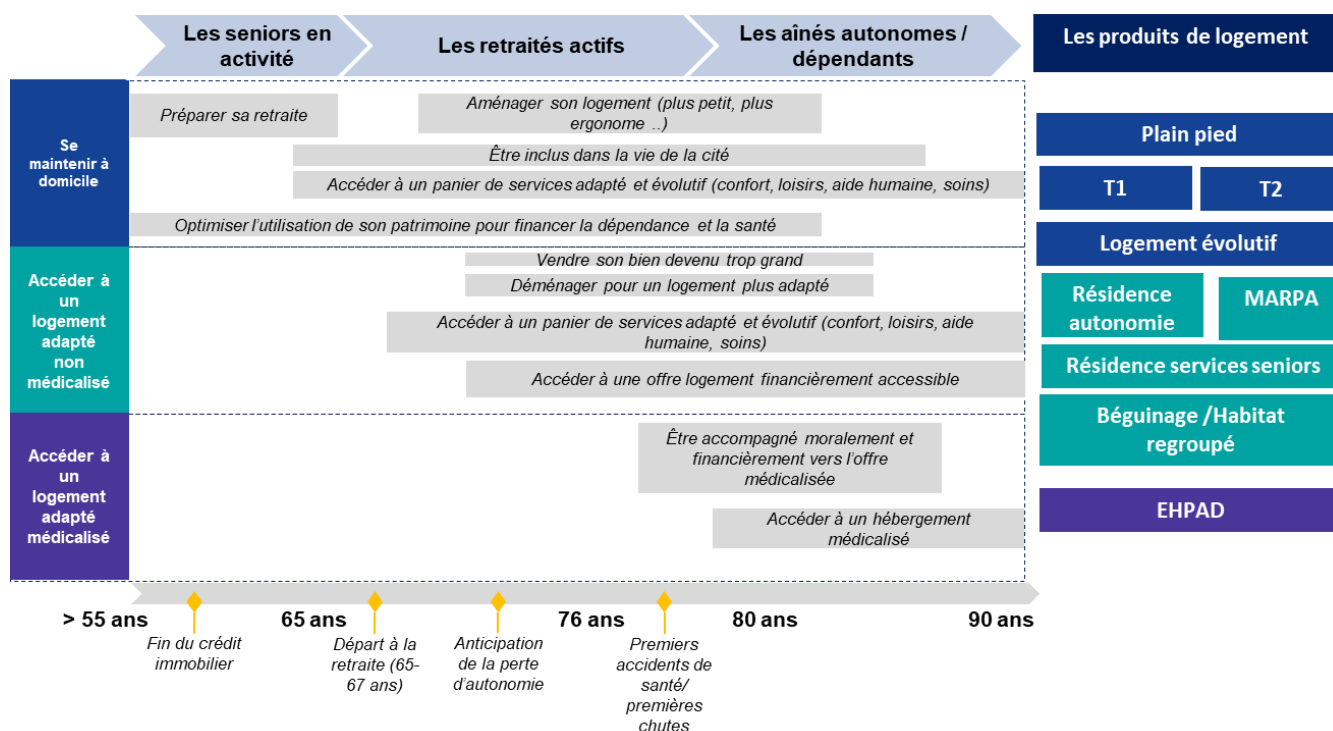 Les seniors en
activité
Les retraités actifs
Les aînés autonomes /
dépendants
Les produits de logement
Se
maintenir à
domicile
Préparer sa retraite
Aménager son logement (plus petit, plus
ergonome ..)
Être inclus dans la vie de la cité
Accéder à un panier de services adapté et évolutif (confort, loisirs, aide humaine, soins)
Optimiser l’utilisation de son patrimoine pour financer la dépendance et la santé
Plain pied
T1
T2
Logement évolutif
Accéder à
un
logement
adapté
non
médicalisé
Vendre son bien devenu trop grand
Déménager pour un logement plus adapté
Accéder à un panier de services adapté et évolutif (confort, loisirs, aide
humaine, soins)
Accéder à une offre logement financièrement accessible
Résidence
autonomie
MARPA
Résidence services seniors
Béguinage /Habitat
regroupé
Accéder à
un
logement
adapté
médicalisé
Être accompagné moralement et
financièrement vers l’offre
médicalisée
Accéder à un hébergement
médicalisé
EHPAD
> 55 ans
65 ans
76 ans
80 ans
90 ans
Fin du crédit
immobilier
Départ à la
retraite (65-
67 ans)
Anticipation
de la perte
d’autonomie
Premiers
accidents de
santé/
premières
chutes